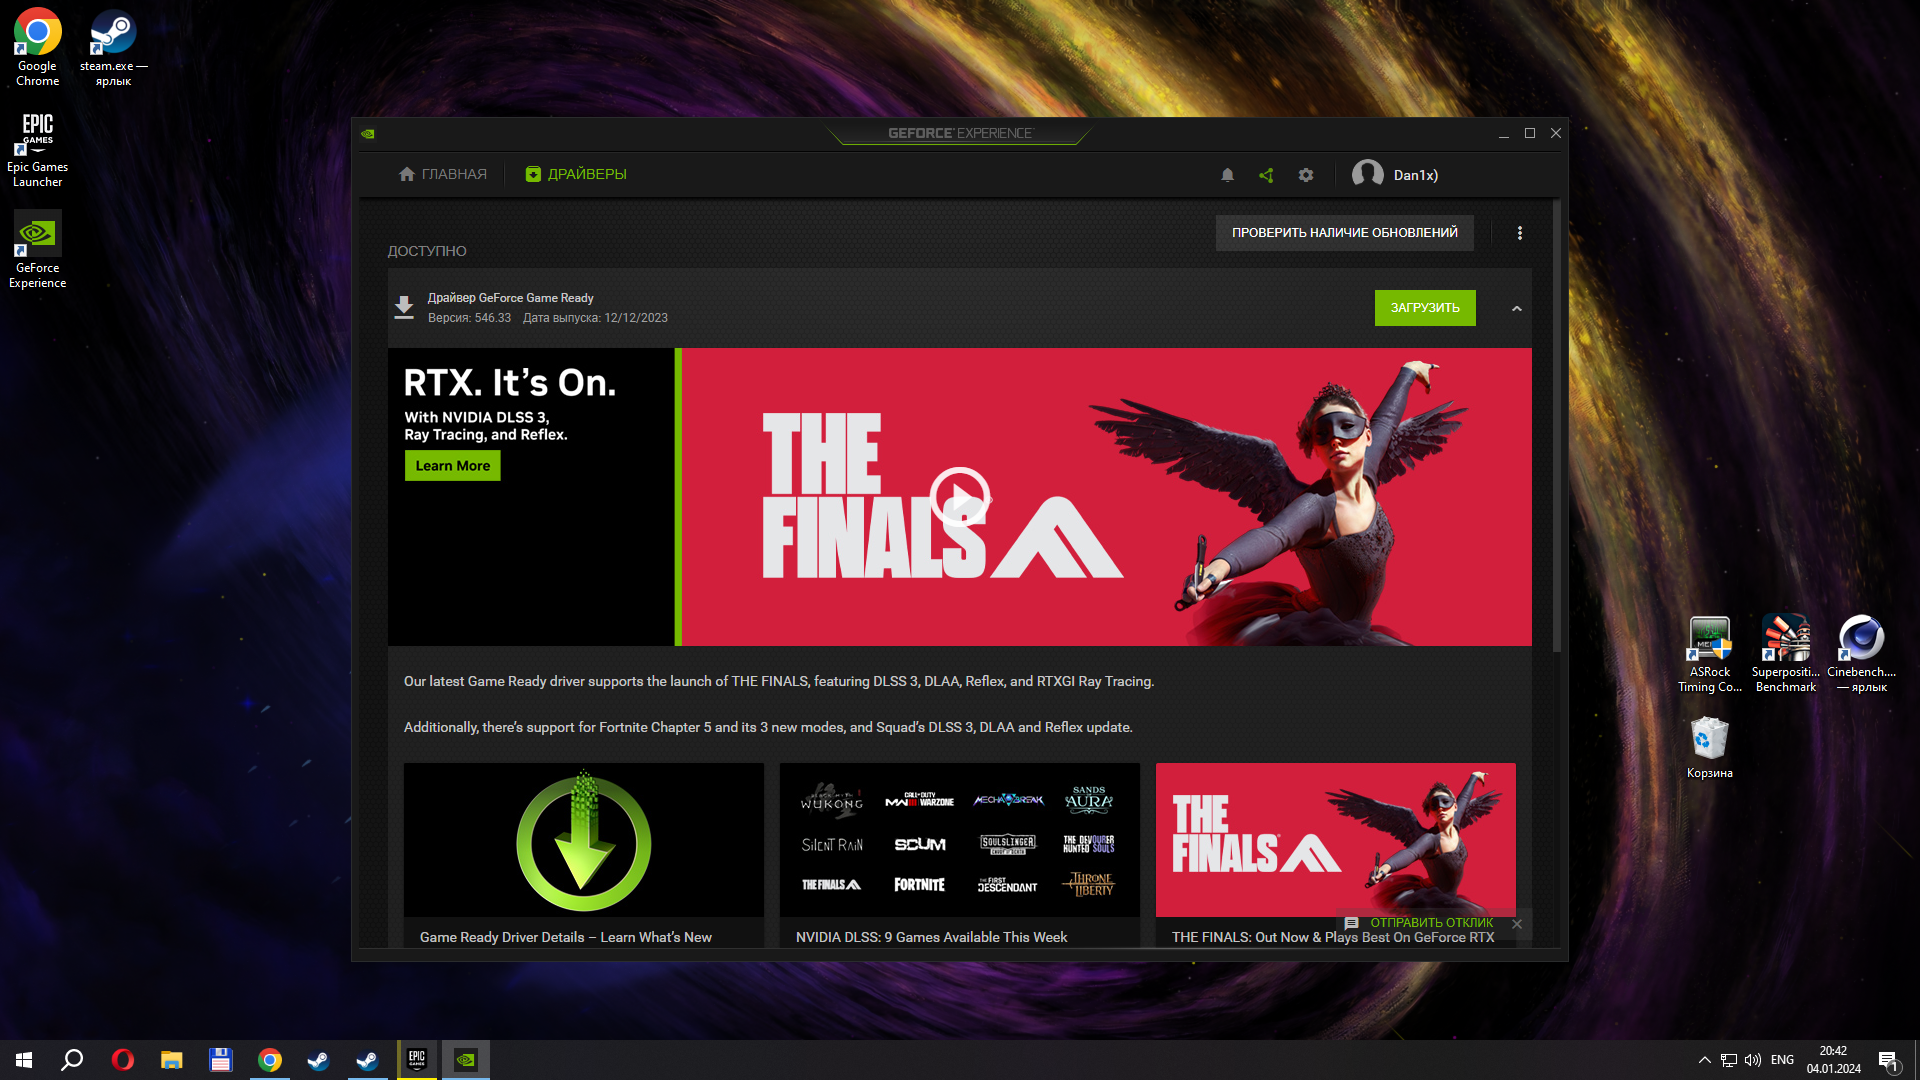 Google
Chrome
steam.exe —
ярлык
EPIC
GAMES
Epic Games
Launcher
GeForce
Experience
GEFORCE EXPERIENCE
ГЛАВНАЯ
ДРАЙВЕРЫ
Dan1x)
ПРОВЕРИТЬ НАЛИЧИЕ ОБНОВЛЕНИЙ
ДОСТУПНО
Драйвер GeForce Game Ready
Версия: 546.33 Дата выпуска: 12/12/2023
ЗАГРУЗИТЬ
RTX. It’s On.
With NVIDIA DLSS 3,
Ray Tracing, and Reflex.
Learn More
THE
FINALS
Our latest Game Ready driver supports the launch of THE FINALS, featuring DLSS 3, DLAA, Reflex, and RTXGI Ray Tracing.
Additionally, there’s support for Fortnite Chapter 5 and its 3 new modes, and Squad’s DLSS 3, DLAA and Reflex update.
WUKONG
CALL OF DUTY
WARZONE
MECHA BREAK
SANDS
AURA
SILENT RAIN
SCUM
SOULSLINGER
THE DEVOURER
HUNTED SOULS
THE FINALS
FORTNITE
THE FIRST
DESCENDANT
THRONE
LIBERTY
THE
FINALS
Game Ready Driver Details – Learn What’s New
NVIDIA DLSS: 9 Games Available This Week
THE FINALS: Out Now & Plays Best On GeForce RTX
ОТПРАВИТЬ ОТКЛИК
ASRock
Timing Co...
Superpositi...
Benchmark
Cinebench....
— ярлык
Корзина
EPIC
GAMES
ENG
20:42
04.01.2024
1